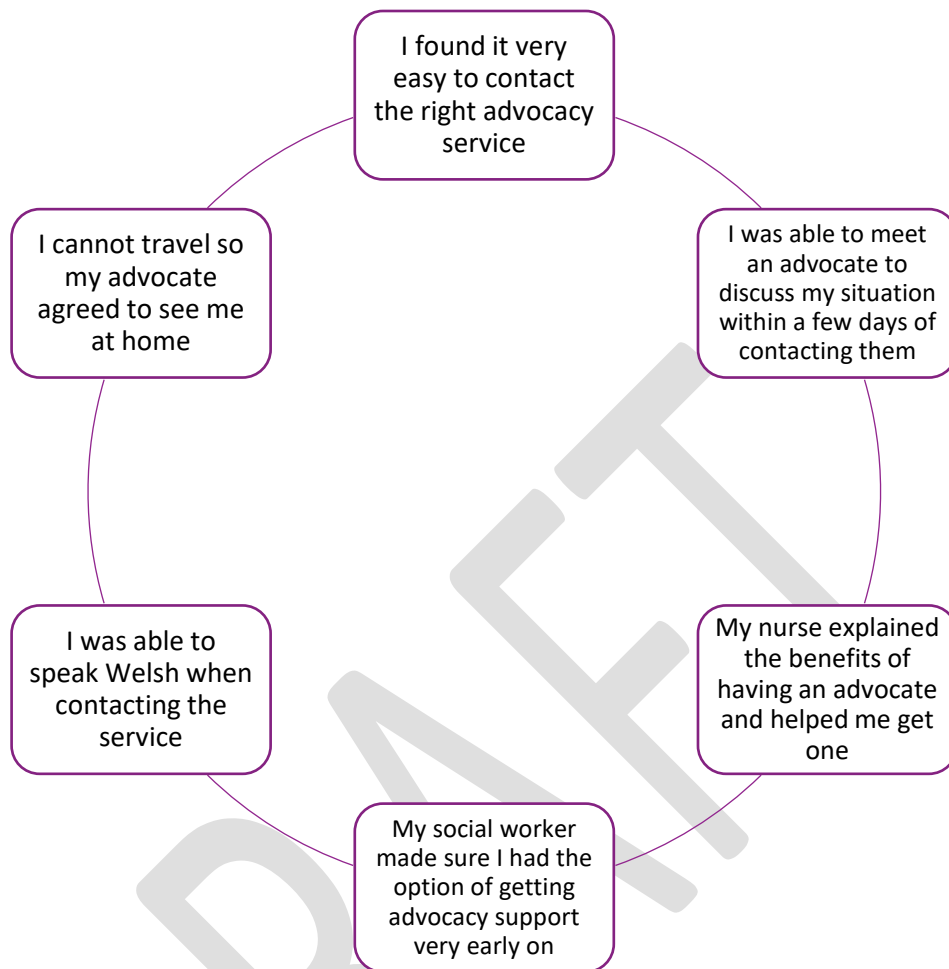 I found it very
easy to contact
the right advocacy
service
I was able to meet
an advocate to
discuss my situation
within a few days of
contacting them
My nurse explained
the benefits of
having an advocate
and helped me get
one
My social worker
made sure I had the
option of getting
advocacy support
very early on
I was able to
speak Welsh when
contacting the
service
I cannot travel so
my advocate
agreed to see me
at home
DRAFT